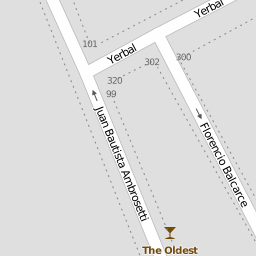 Yerbal
101
Yerbal
300
302
320
99
Juan Bautista Ambrosetti
Florencio Balcarce
The Oldest